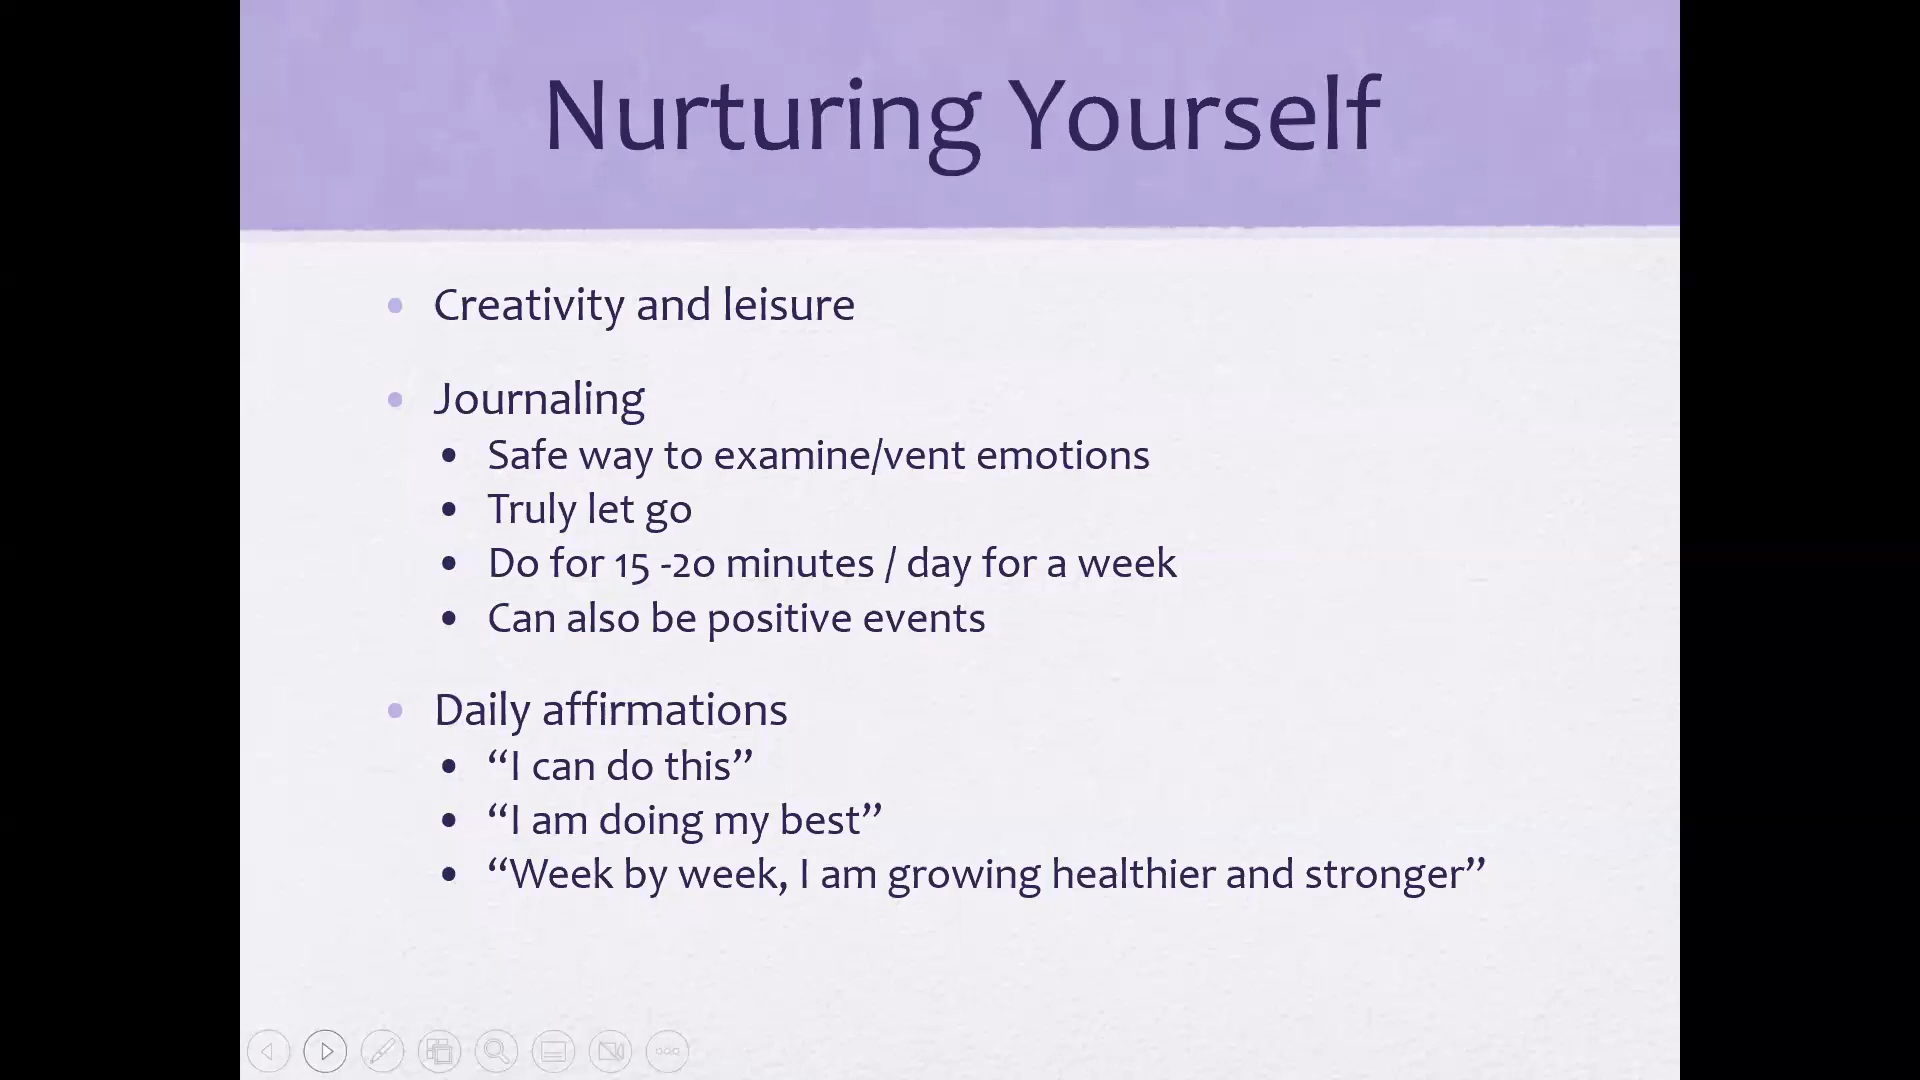 Nurturing Yourself
• Creativity and leisure
• Journaling
• Safe way to examine/vent emotions
• Truly let go
• Do for 15 -20 minutes / day for a week
• Can also be positive events
• Daily affirmations
• “I can do this”
• “I am doing my best”
• “Week by week, I am growing healthier and stronger”